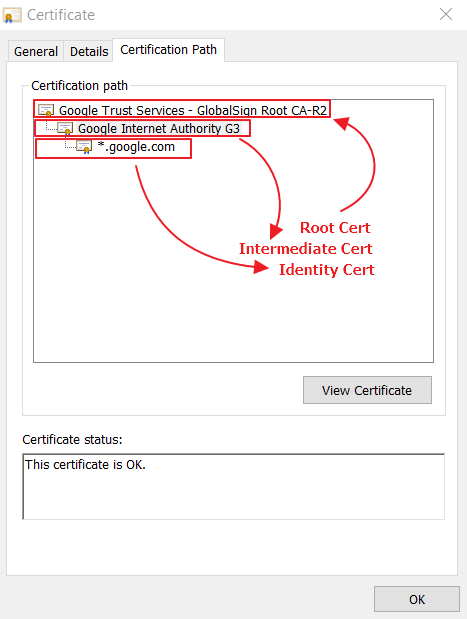 Certificate
General Details Certification Path
Certification path
Google Trust Services - GlobalSign Root CA-R2
Google Internet Authority G3
*.google.com
Root Cert
Intermediate Cert
Identity Cert
View Certificate
Certificate status:
This certificate is OK.
OK